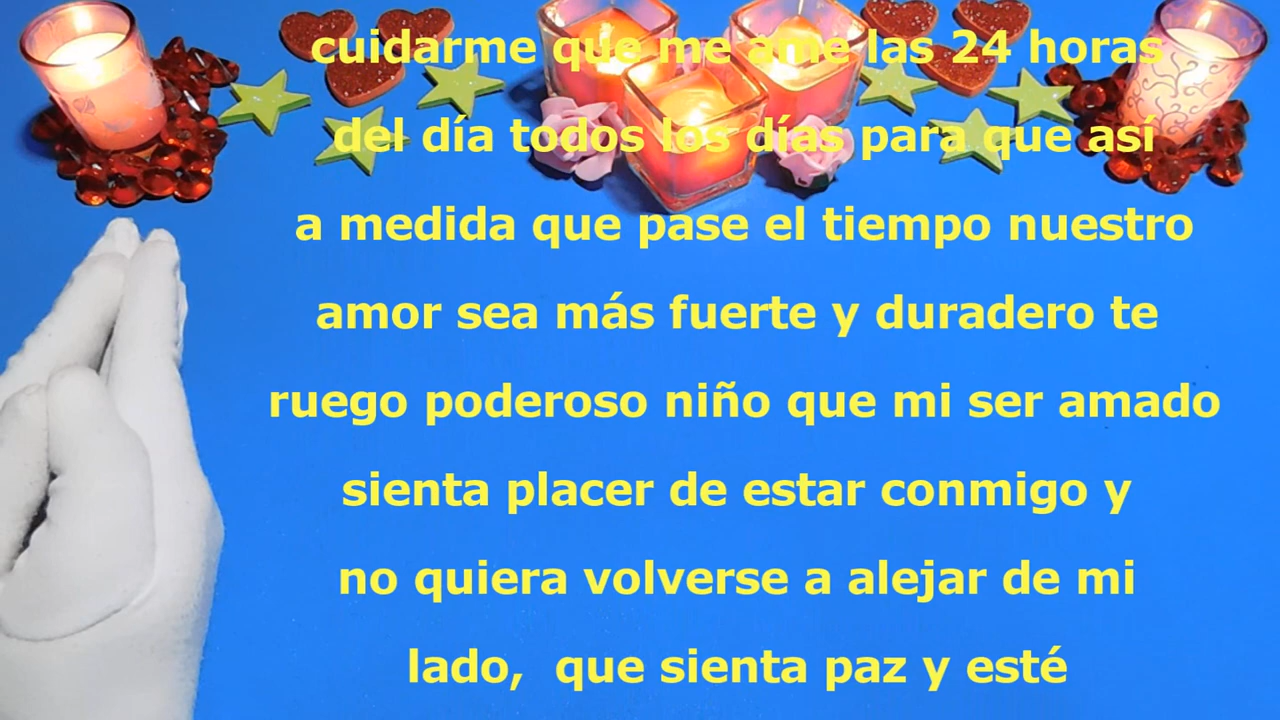 cuidarme que me ame las 24 horas
del día todos los días para que así
a medida que pase el tiempo nuestro
amor sea más fuerte y duradero te
ruego poderoso niño que mi ser amado
sienta placer de estar conmigo y
no quiera volverse a alejar de mi
lado,  que sienta paz y esté